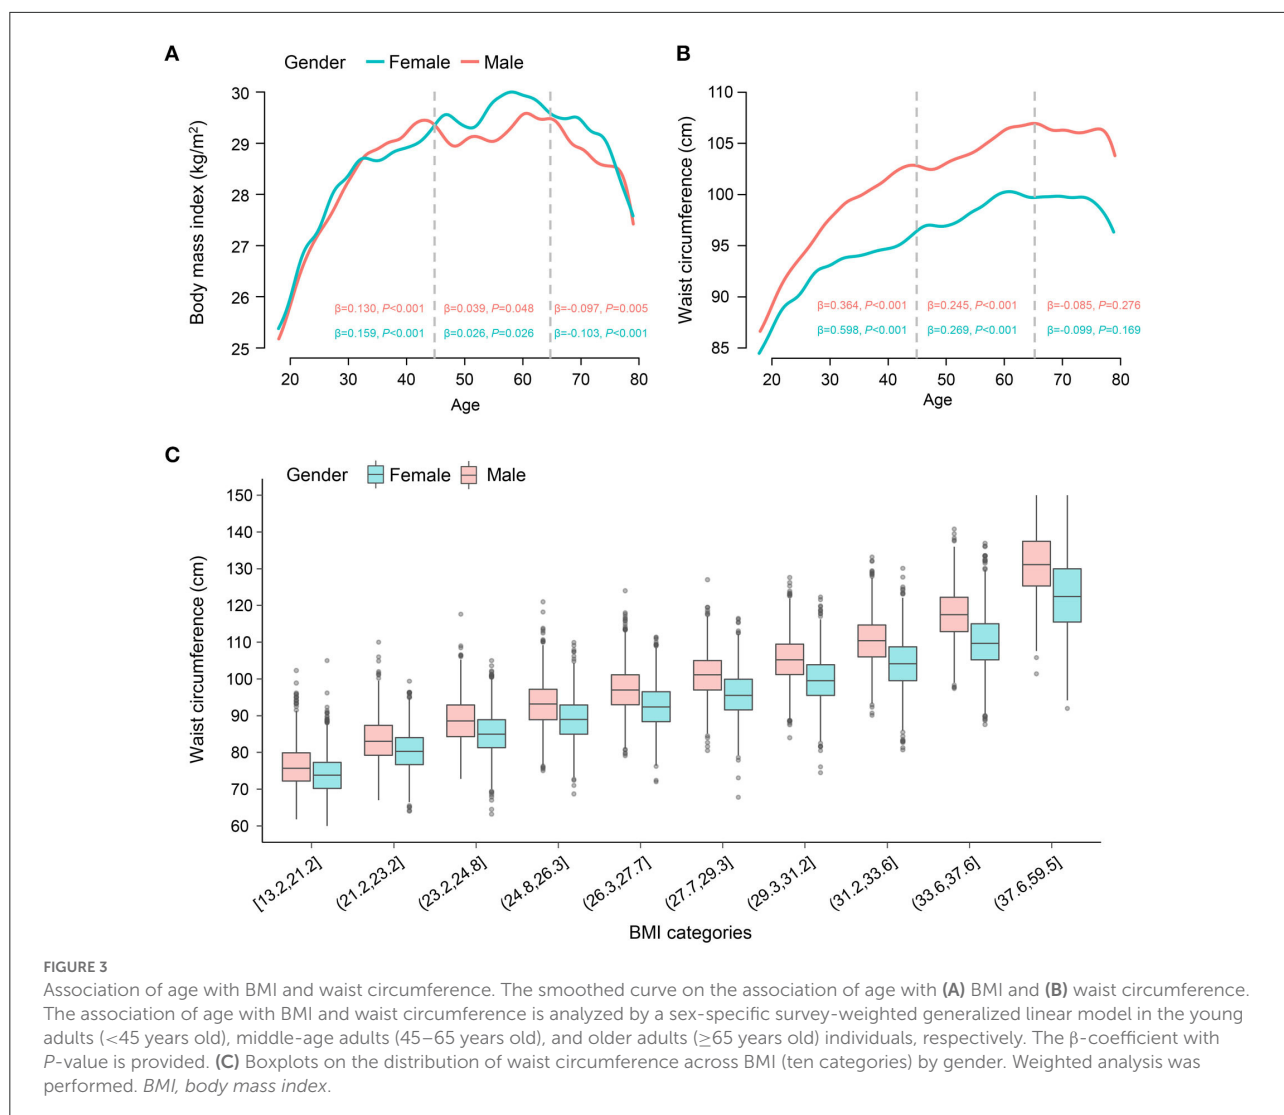 A
Gender Female Male
Body mass index (kg/m2)
30
29
28
27
26
25
β=0.130, P<0.001 β=0.039, P=0.048 β=-0.097, P=0.005
β=0.159, P<0.001 β=0.026, P=0.026 β=-0.103, P<0.001
20 30 40 50 60 70 80
Age
B
Waist circumference (cm)
110
105
100
95
90
85
β=0.364, P<0.001 β=0.245, P<0.001 β=-0.085, P=0.276
β=0.598, P<0.001 β=0.269, P<0.001 β=-0.099, P=0.169
20 30 40 50 60 70 80
Age
C
Gender Female Male
Waist circumference (cm)
150
140
130
120
110
100
90
80
70
60
[13.2,21.2] (21.2,23.2] (23.2,24.8] (24.8,26.3] (26.3,27.7] (27.7,29.3] (29.3,31.2] (31.2,33.6] (33.6,37.6] (37.6,59.5]
BMI categories
FIGURE 3
Association of age with BMI and waist circumference. The smoothed curve on the association of age with (A) BMI and (B) waist circumference.
The association of age with BMI and waist circumference is analyzed by a sex-specific survey-weighted generalized linear model in the young
adults (<45 years old), middle-age adults (45–65 years old), and older adults (≥65 years old) individuals, respectively. The β-coefficient with
P-value is provided. (C) Boxplots on the distribution of waist circumference across BMI (ten categories) by gender. Weighted analysis was
performed. BMI, body mass index.